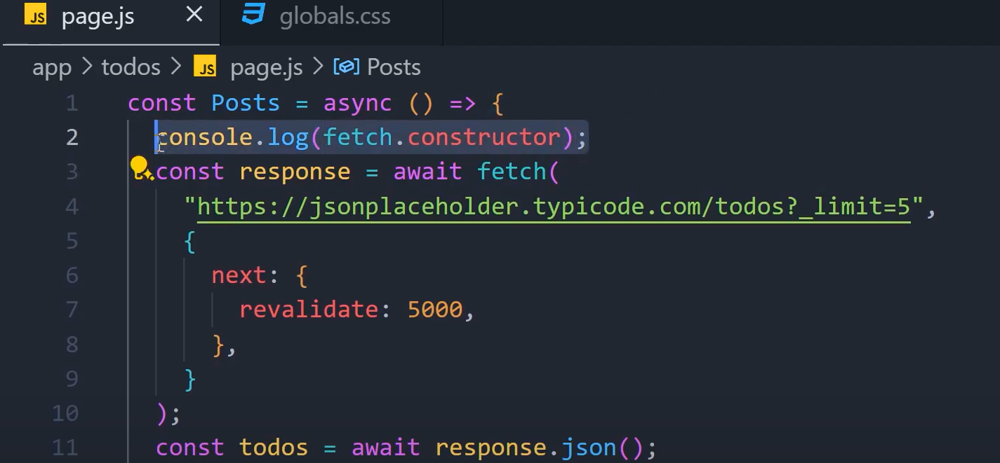 JS page.js
globals.css
app > todos > JS page.js > Posts
1 const Posts = async () => {
2 console.log(fetch.constructor);
3 const response = await fetch(
4 "https://jsonplaceholder.typicode.com/todos?_limit=5",
5 {
6 next: {
7 revalidate: 5000,
8 },
9 }
10 );
11 const todos = await response.json();